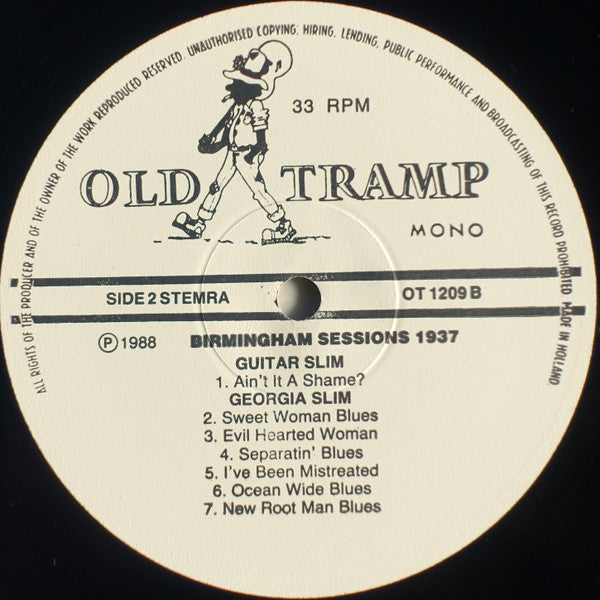 ALL RIGHTS OF THE PRODUCER AND OF THE OWNER OF THE WORK REPRODUCED RESERVED. UNAUTHORISED COPYING, HIRING, LENDING, PUBLIC PERFORMANCE AND BROADCASTING OF THIS RECORD PROHIBITED. MADE IN HOLLAND.
33 RPM
OLD TRAMP
MONO
SIDE 2 STEMRA
OT 1209 B
℗ 1988
BIRMINGHAM SESSIONS 1937
GUITAR SLIM
1. Ain't It A Shame?
GEORGIA SLIM
2. Sweet Woman Blues
3. Evil Hearted Woman
4. Separatin' Blues
5. I've Been Mistreated
6. Ocean Wide Blues
7. New Root Man Blues